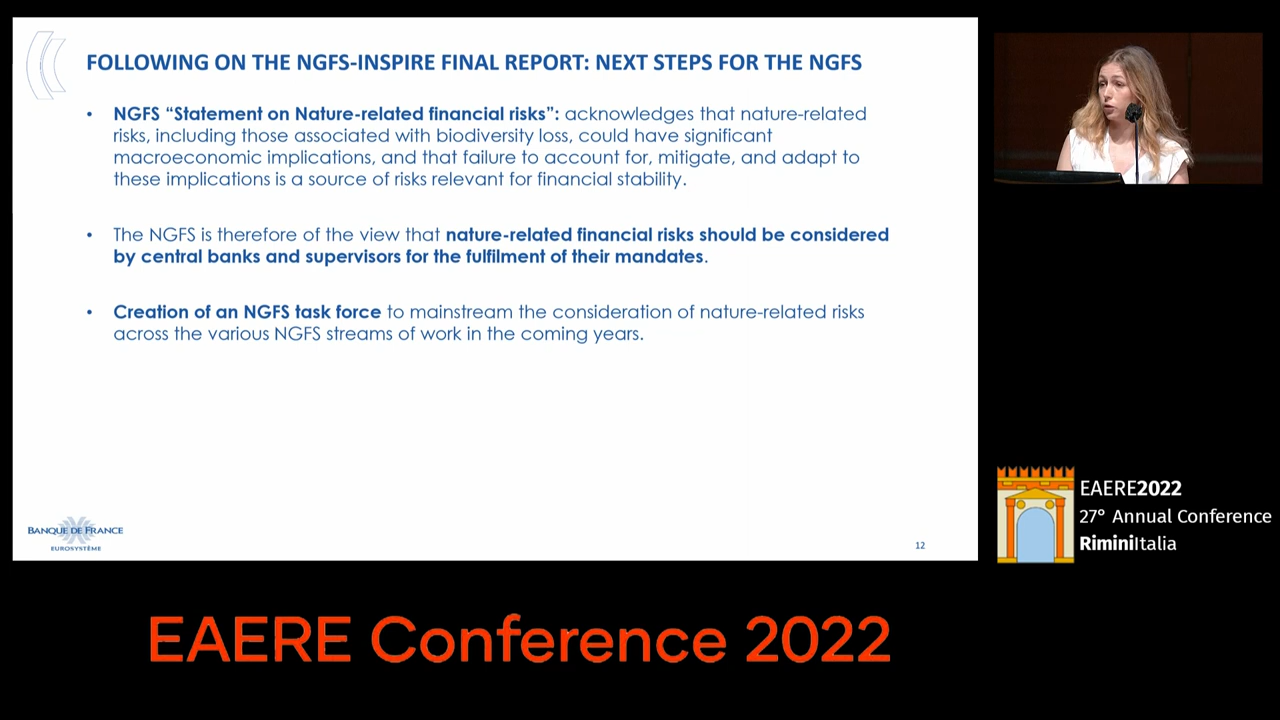 FOLLOWING ON THE NGFS-INSPIRE FINAL REPORT: NEXT STEPS FOR THE NGFS
• NGFS “Statement on Nature-related financial risks”: acknowledges that nature-related
risks, including those associated with biodiversity loss, could have significant
macroeconomic implications, and that failure to account for, mitigate, and adapt to
these implications is a source of risks relevant for financial stability.
• The NGFS is therefore of the view that nature-related financial risks should be considered
by central banks and supervisors for the fulfilment of their mandates.
• Creation of an NGFS task force to mainstream the consideration of nature-related risks
across the various NGFS streams of work in the coming years.
BANQUE DE FRANCE
EUROSYSTÈME
12
EAERE2022
27° Annual Conference
RiminiItalia
EAERE Conference 2022